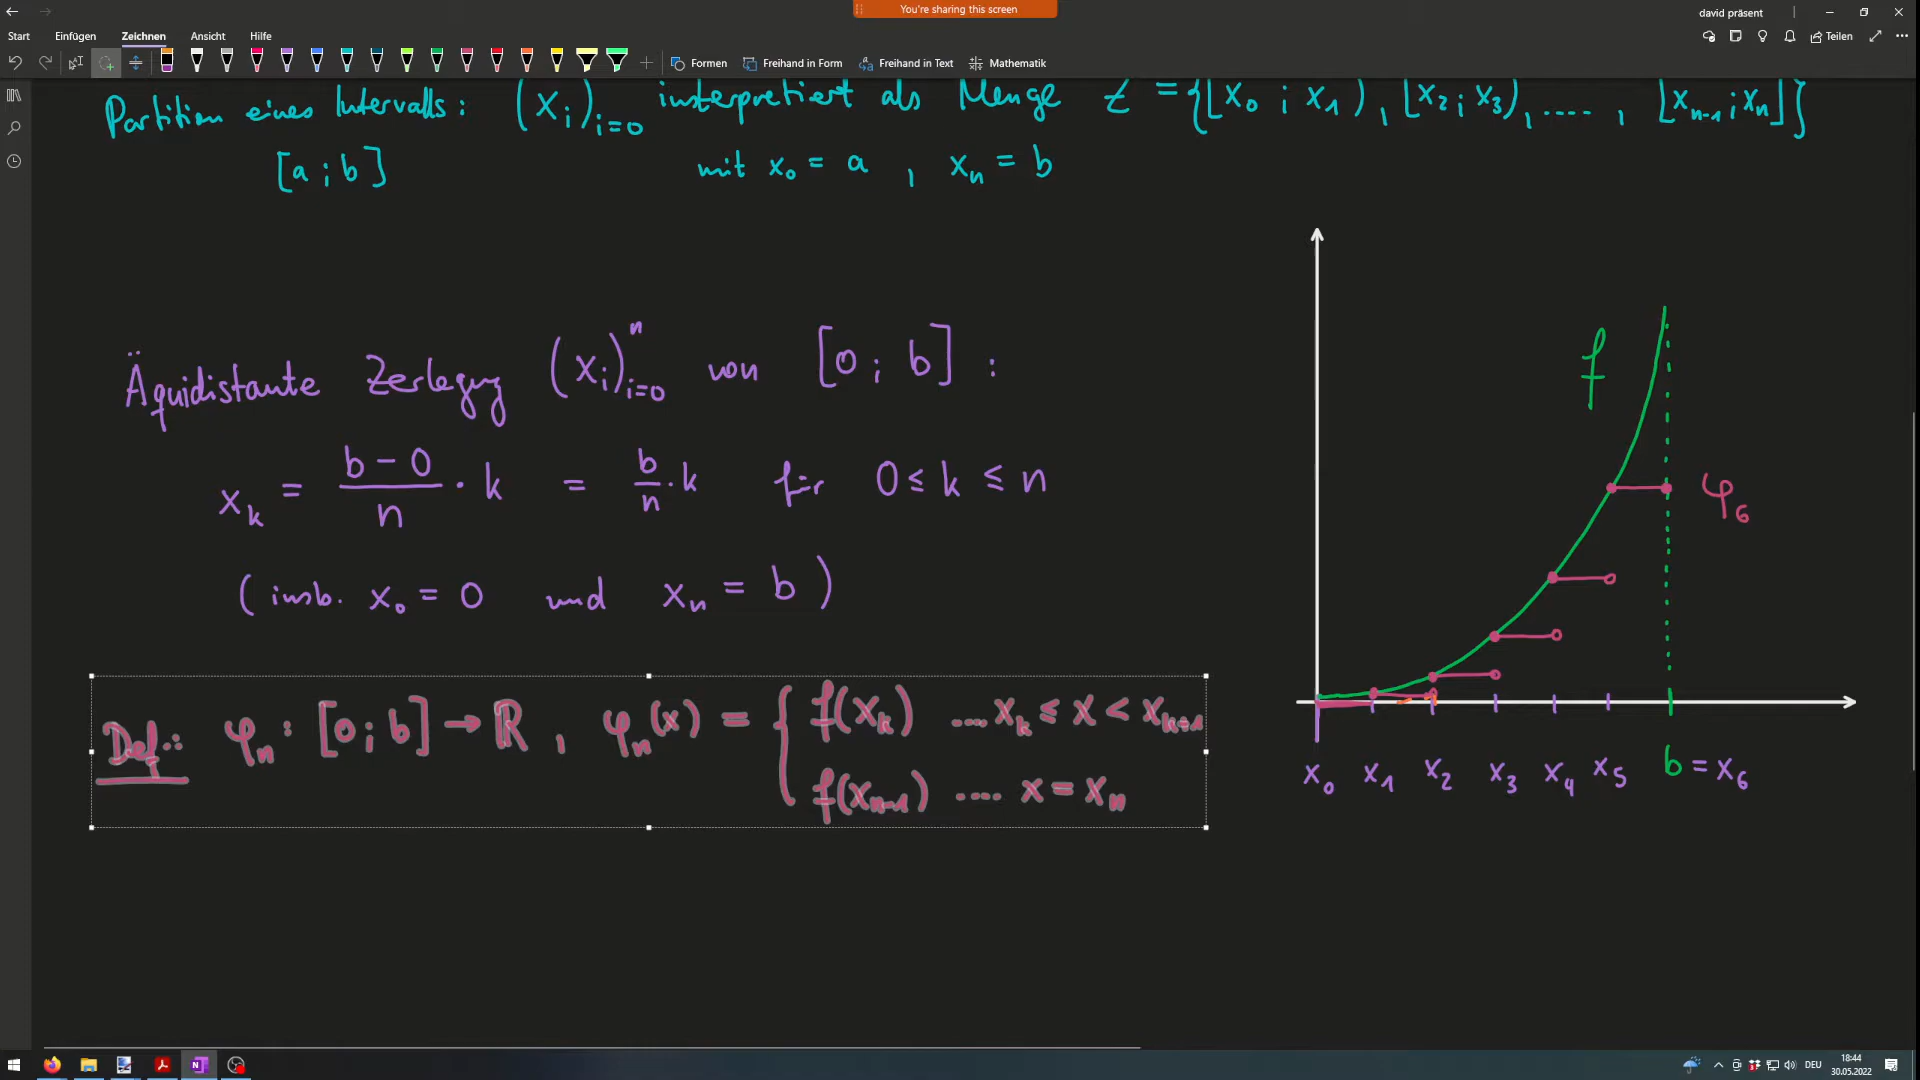 You're sharing this screen
david präsent
Start Einfügen Zeichnen Ansicht Hilfe
Teilen
Formen Freihand in Form Freihand in Text Mathematik
Partition eines Intervalls: (x_i)_{i=0} interpretiert als Menge Z = {[x_0 ; x_1), [x_2 ; x_3), ...., [x_{n-1} ; x_n]}
[a ; b] mit x_0 = a , x_n = b
Äquidistante Zerlegung (x_i)_{i=0}^n von [0 ; b] :
x_k = \frac{b-0}{n} · k = \frac{b}{n} · k für 0 ≤ k ≤ n
(insb. x_0 = 0 und x_n = b)
Def.: φ_n : [0 ; b] → ℝ , φ_n(x) = { f(x_k) .... x_k ≤ x < x_{k+1}
f(x_{n-1}) .... x = x_n
f
φ_6
x_0 x_1 x_2 x_3 x_4 x_5 b = x_6
DEU
18:44
30.05.2022